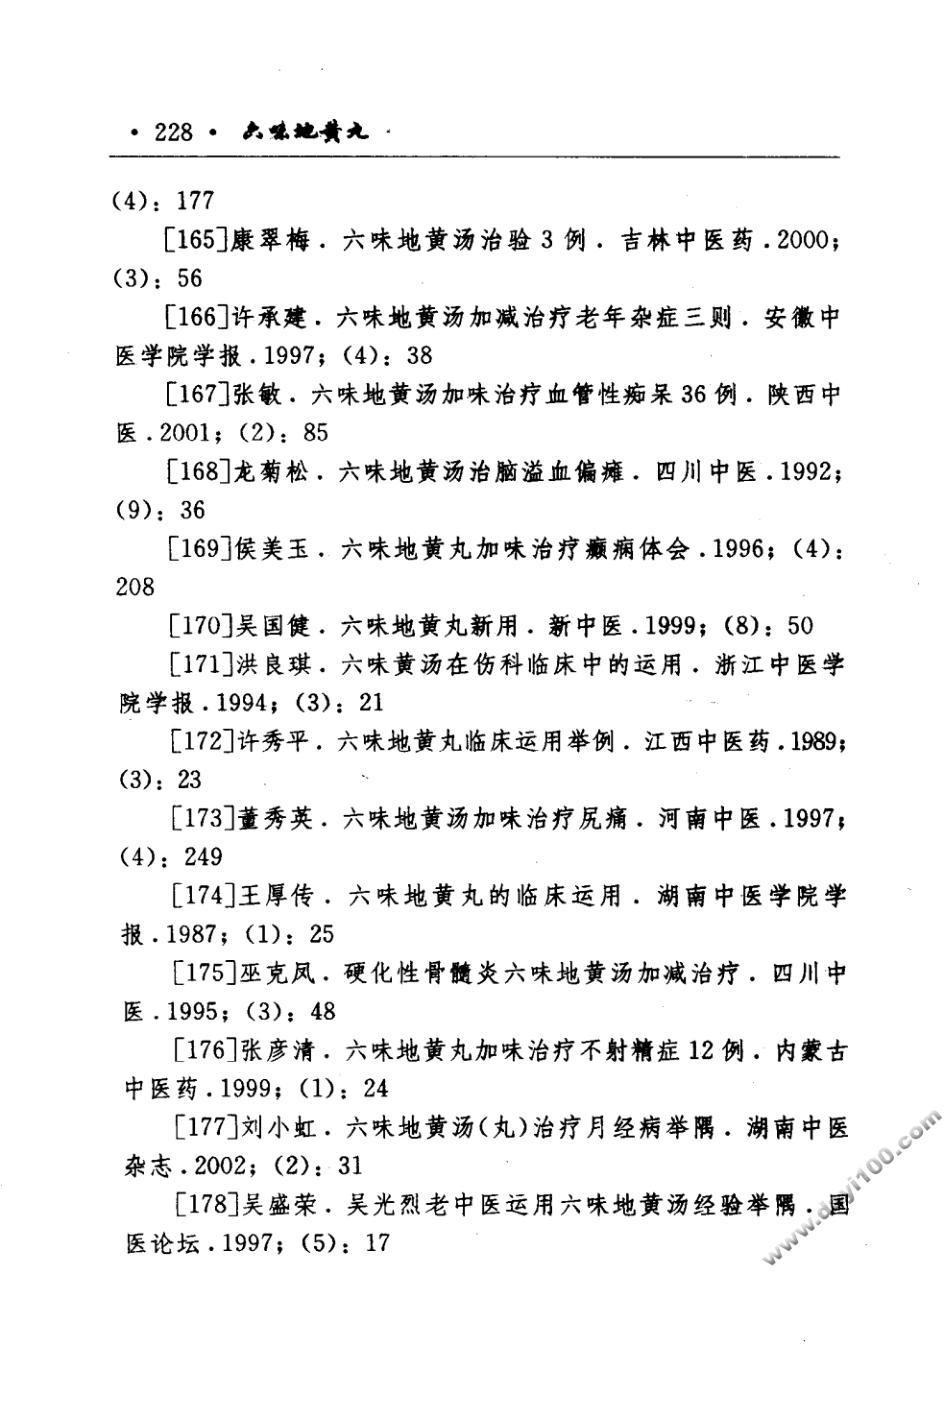 · 228 · 六味地黄丸
(4)：177
[165]康翠梅．六味地黄汤治验 3 例．吉林中医药．2000；
(3)：56
[166]许承建．六味地黄汤加减治疗老年杂症三则．安徽中
医学院学报．1997；(4)：38
[167]张敏．六味地黄汤加味治疗血管性痴呆 36 例．陕西中
医．2001；(2)：85
[168]龙菊松．六味地黄汤治脑溢血偏瘫．四川中医．1992；
(9)：36
[169]侯美玉．六味地黄丸加味治疗癫痫体会．1996；(4)：
208
[170]吴国健．六味地黄丸新用．新中医．1999；(8)：50
[171]洪良琪．六味黄汤在伤科临床中的运用．浙江中医学
院学报．1994；(3)：21
[172]许秀平．六味地黄丸临床运用举例．江西中医药．1989；
(3)：23
[173]董秀英．六味地黄汤加味治疗尻痛．河南中医．1997；
(4)：249
[174]王厚传．六味地黄丸的临床运用．湖南中医学院学
报．1987；(1)：25
[175]巫克凤．硬化性骨髓炎六味地黄汤加减治疗．四川中
医．1995；(3)：48
[176]张彦清．六味地黄丸加味治疗不射精症 12 例．内蒙古
中医药．1999；(1)：24
[177]刘小虹．六味地黄汤(丸)治疗月经病举隅．湖南中医
杂志．2002；(2)：31
[178]吴盛荣．吴光烈老中医运用六味地黄汤经验举隅．国
医论坛．1997；(5)：17